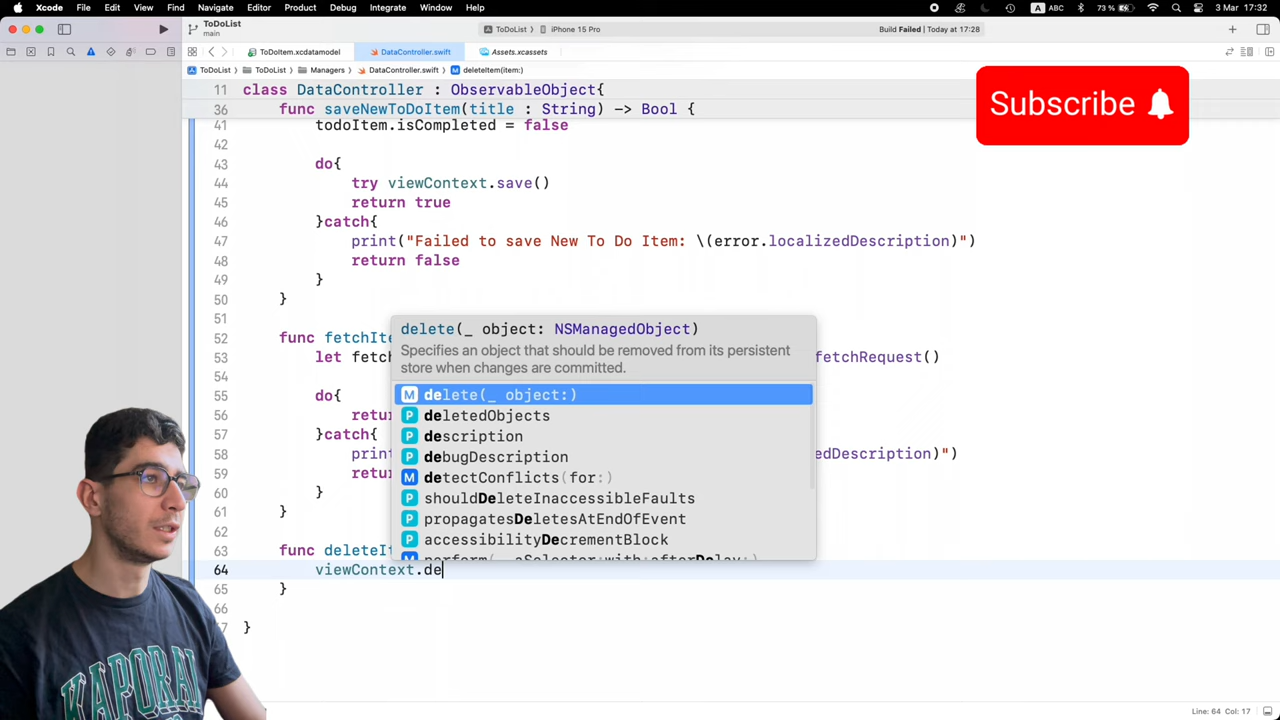 Xcode File Edit View Find Navigate Editor Product Debug Integrate Window Help A ABC 73 % 3 Mar 17:32
ToDoList
main
ToDoList iPhone 15 Pro
Build Failed | Today at 17:28
ToDoItem.xcdatamodel DataController.swift Assets.xcassets
ToDoList ToDoList Managers DataController.swift M deleteItem(item:)
11 class DataController : ObservableObject{
36 func saveNewToDoItem(title : String) -> Bool {
Subscribe
41 todoItem.isCompleted = false
42
43 do{
44 try viewContext.save()
45 return true
46 }catch{
47 print("Failed to save New To Do Item: \(error.localizedDescription)")
48 return false
49 }
50 }
51
52 func fetchIte
53 let fetch fetchRequest()
54
55 do{
56 retu
57 }catch{
58 prin edDescription)")
59 retu
60 }
61 }
62
63 func deleteIt
64 viewContext.de
65 }
66
}
delete(_ object: NSManagedObject)
Specifies an object that should be removed from its persistent
store when changes are committed.
M delete(_ object:)
P deletedObjects
P description
P debugDescription
M detectConflicts(for:)
P shouldDeleteInaccessibleFaults
P propagatesDeletesAtEndOfEvent
P accessibilityDecrementBlock
KAPORAL
Line: 64 Col: 17